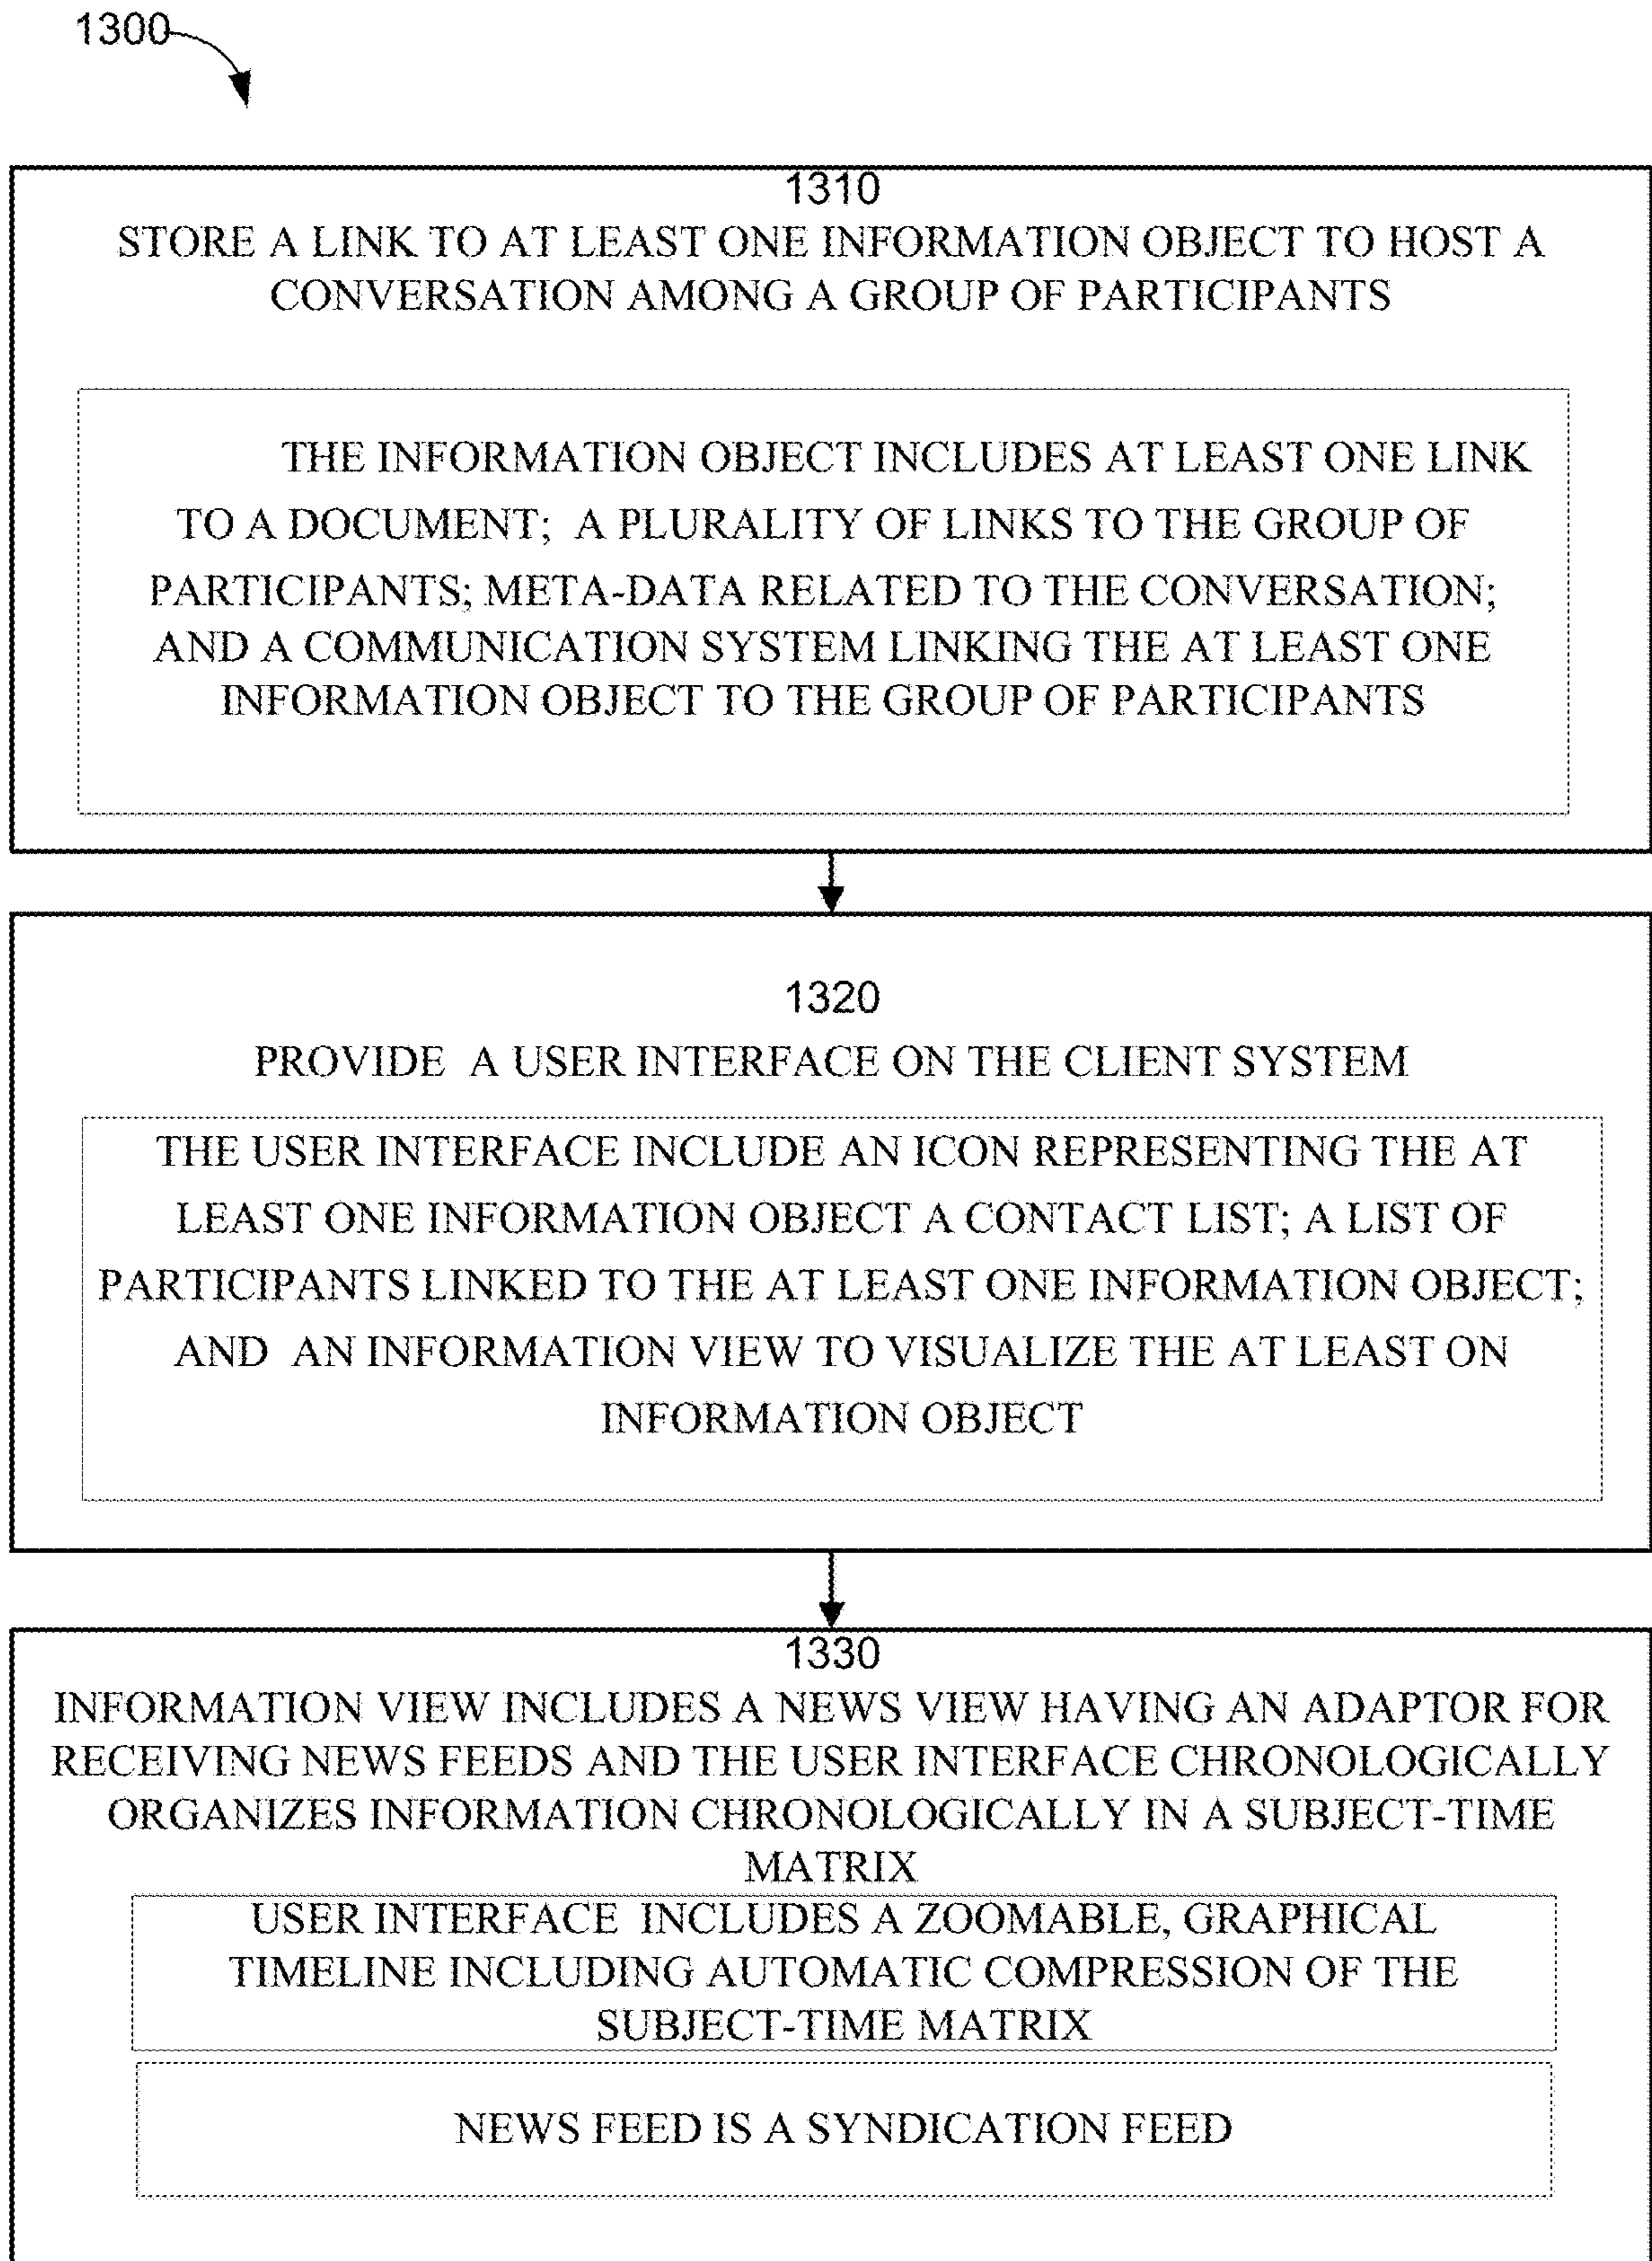 1300
1310
STORE A LINK TO AT LEAST ONE INFORMATION OBJECT TO HOST A
CONVERSATION AMONG A GROUP OF PARTICIPANTS
THE INFORMATION OBJECT INCLUDES AT LEAST ONE LINK
TO A DOCUMENT; A PLURALITY OF LINKS TO THE GROUP OF
PARTICIPANTS; META-DATA RELATED TO THE CONVERSATION;
AND A COMMUNICATION SYSTEM LINKING THE AT LEAST ONE
INFORMATION OBJECT TO THE GROUP OF PARTICIPANTS
1320
PROVIDE A USER INTERFACE ON THE CLIENT SYSTEM
THE USER INTERFACE INCLUDE AN ICON REPRESENTING THE AT
LEAST ONE INFORMATION OBJECT A CONTACT LIST; A LIST OF
PARTICIPANTS LINKED TO THE AT LEAST ONE INFORMATION OBJECT;
AND AN INFORMATION VIEW TO VISUALIZE THE AT LEAST ON
INFORMATION OBJECT
1330
INFORMATION VIEW INCLUDES A NEWS VIEW HAVING AN ADAPTOR FOR
RECEIVING NEWS FEEDS AND THE USER INTERFACE CHRONOLOGICALLY
ORGANIZES INFORMATION CHRONOLOGICALLY IN A SUBJECT-TIME
MATRIX
USER INTERFACE INCLUDES A ZOOMABLE, GRAPHICAL
TIMELINE INCLUDING AUTOMATIC COMPRESSION OF THE
SUBJECT-TIME MATRIX
NEWS FEED IS A SYNDICATION FEED